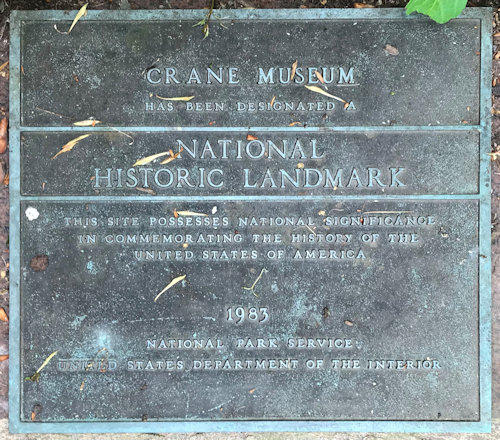 CRANE MUSEUM
HAS BEEN DESIGNATED A
NATIONAL
HISTORIC LANDMARK
THIS SITE POSSESSES NATIONAL SIGNIFICANCE
IN COMMEMORATING THE HISTORY OF THE
UNITED STATES OF AMERICA
1983
NATIONAL PARK SERVICE
UNITED STATES DEPARTMENT OF THE INTERIOR